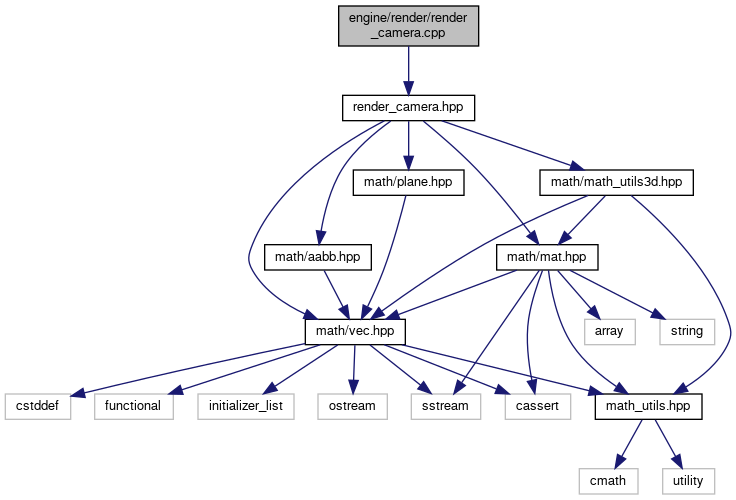 engine/render/render
_camera.cpp
render_camera.hpp
math/plane.hpp
math/math_utils3d.hpp
math/aabb.hpp
math/mat.hpp
math/vec.hpp
array
string
cstddef
functional
initializer_list
ostream
sstream
cassert
math_utils.hpp
cmath
utility